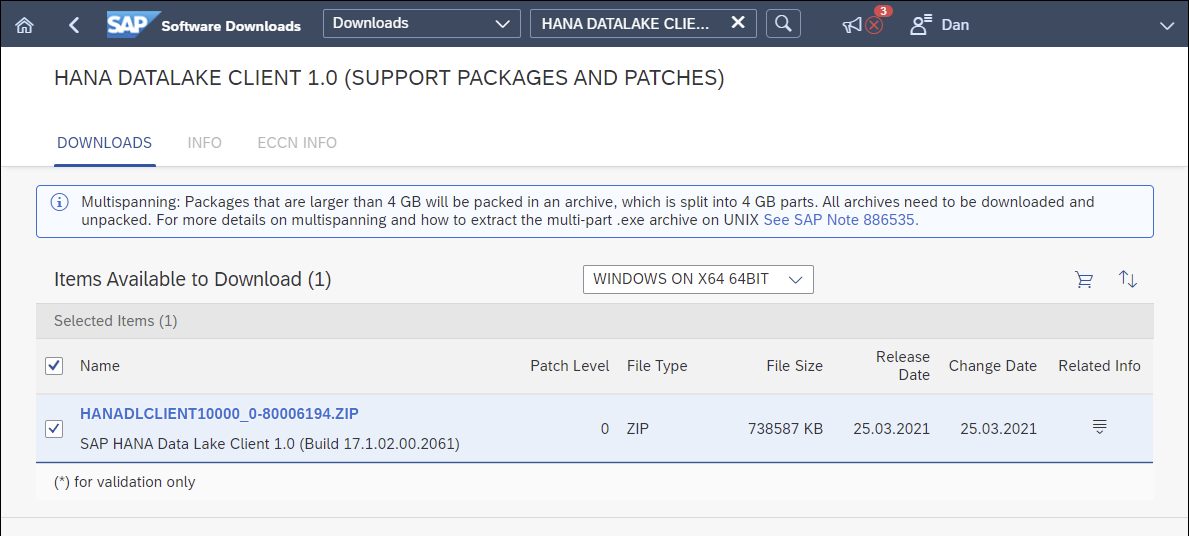 SAP Software Downloads
Downloads
HANA DATALAKE CLIE...
3
Dan
HANA DATALAKE CLIENT 1.0 (SUPPORT PACKAGES AND PATCHES)
DOWNLOADS INFO ECCN INFO
Multispanning: Packages that are larger than 4 GB will be packed in an archive, which is split into 4 GB parts. All archives need to be downloaded and
unpacked. For more details on multispanning and how to extract the multi-part .exe archive on UNIX See SAP Note 886535.
Items Available to Download (1)
WINDOWS ON X64 64BIT
Selected Items (1)
Name Patch Level File Type File Size Release Date Change Date Related Info
HANADLCLIENT10000_0-80006194.ZIP
SAP HANA Data Lake Client 1.0 (Build 17.1.02.00.2061)
0 ZIP 738587 KB 25.03.2021 25.03.2021
(*) for validation only